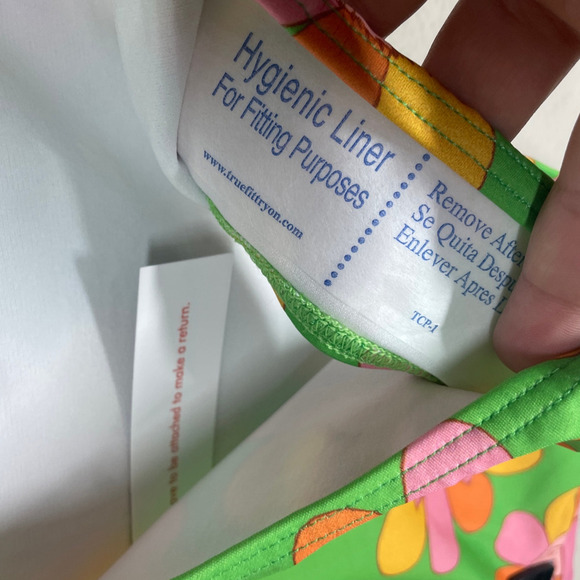 Hygienic Liner
For Fitting Purposes
www.truefittryon.com
Remove After
Se Quita Despu
Enlever Apres L
TCP-1
to be attached to make a return.